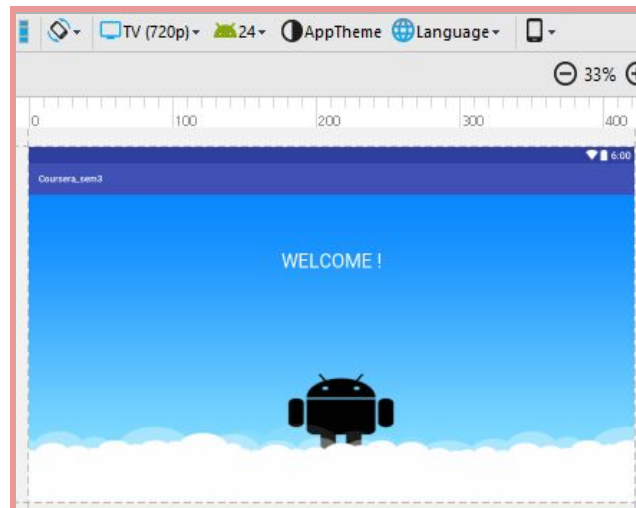 TV (720p) 24 AppTheme Language
33%
0 100 200 300 400
6:00
Coursera_sem3
WELCOME !